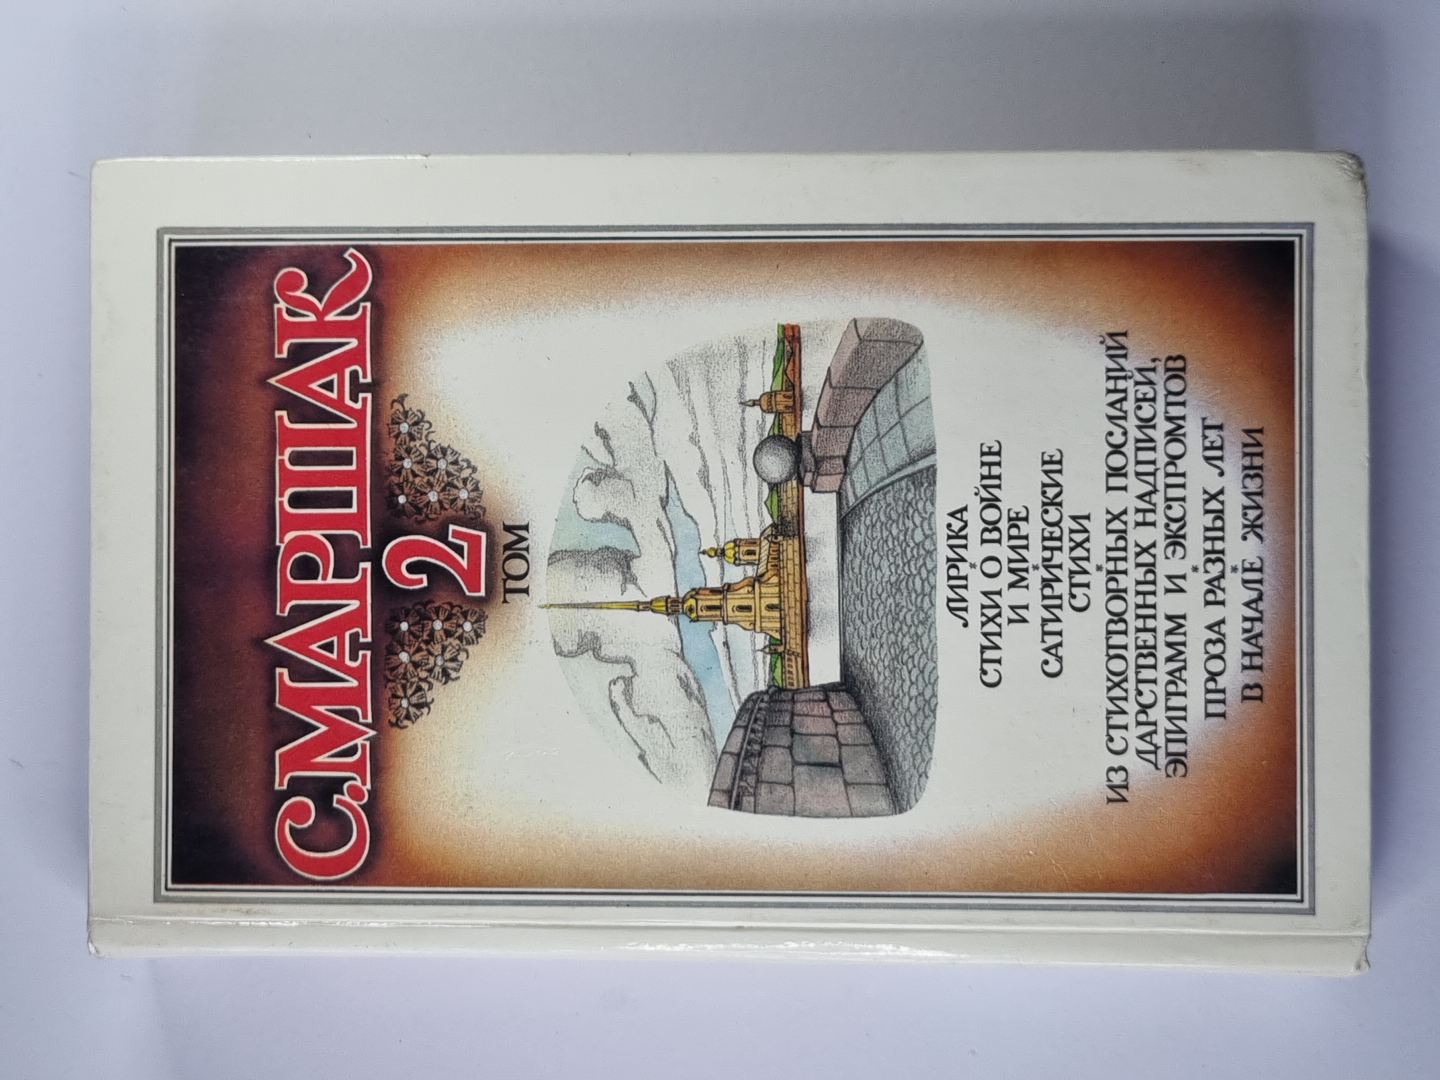 С.МАРШАК
2
ТОМ
ЛИРИКА
*
СТИХИ О ВОЙНЕ
И МИРЕ
*
САТИРИЧЕСКИЕ
СТИХИ
*
ИЗ СТИХОТВОРНЫХ ПОСЛАНИЙ
ДАРСТВЕННЫХ НАДПИСЕЙ,
ЭПИГРАММ И ЭКСПРОМТОВ
*
ПРОЗА РАЗНЫХ ЛЕТ
*
В НАЧАЛЕ ЖИЗНИ